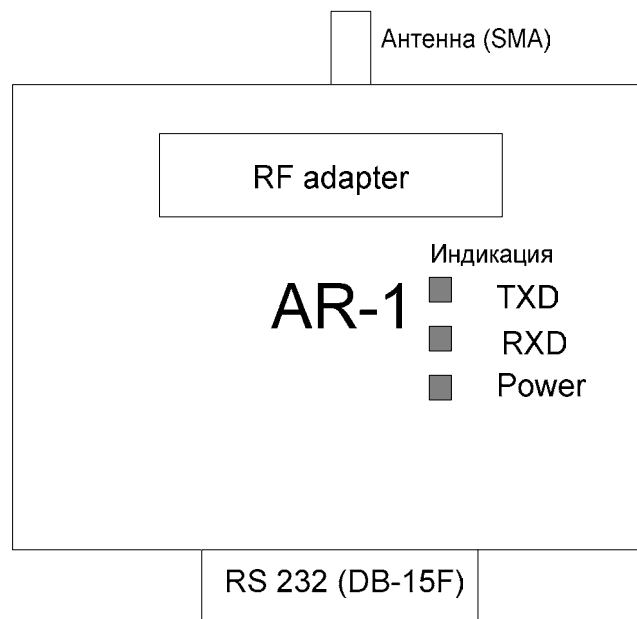 Антенна (SMA)
RF adapter
Индикация
AR-1
TXD
RXD
Power
RS 232 (DB-15F)